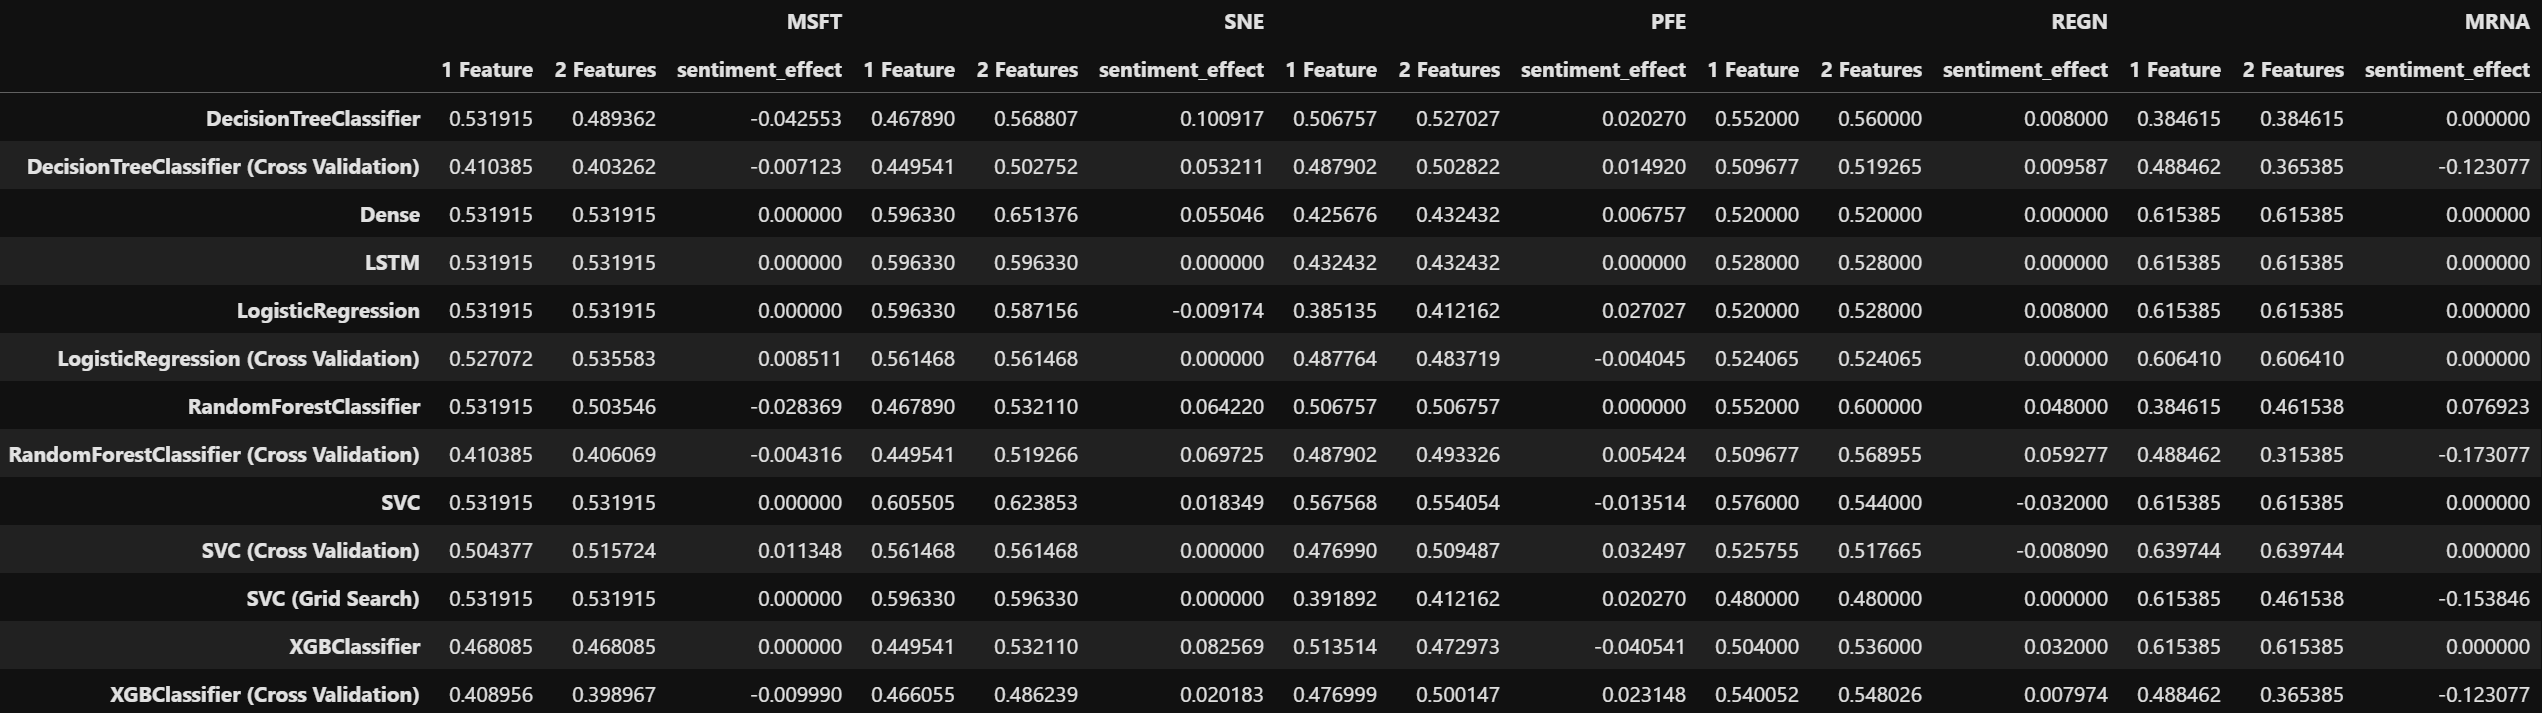 MSFT SNE PFE REGN MRNA
1 Feature 2 Features sentiment_effect 1 Feature 2 Features sentiment_effect 1 Feature 2 Features sentiment_effect 1 Feature 2 Features sentiment_effect 1 Feature 2 Features sentiment_effect
DecisionTreeClassifier 0.531915 0.489362 -0.042553 0.467890 0.568807 0.100917 0.506757 0.527027 0.020270 0.552000 0.560000 0.008000 0.384615 0.384615 0.000000
DecisionTreeClassifier (Cross Validation) 0.410385 0.403262 -0.007123 0.449541 0.502752 0.053211 0.487902 0.502822 0.014920 0.509677 0.519265 0.009587 0.488462 0.365385 -0.123077
Dense 0.531915 0.531915 0.000000 0.596330 0.651376 0.055046 0.425676 0.432432 0.006757 0.520000 0.520000 0.000000 0.615385 0.615385 0.000000
LSTM 0.531915 0.531915 0.000000 0.596330 0.596330 0.000000 0.432432 0.432432 0.000000 0.528000 0.528000 0.000000 0.615385 0.615385 0.000000
LogisticRegression 0.531915 0.531915 0.000000 0.596330 0.587156 -0.009174 0.385135 0.412162 0.027027 0.520000 0.528000 0.008000 0.615385 0.615385 0.000000
LogisticRegression (Cross Validation) 0.527072 0.535583 0.008511 0.561468 0.561468 0.000000 0.487764 0.483719 -0.004045 0.524065 0.524065 0.000000 0.606410 0.606410 0.000000
RandomForestClassifier 0.531915 0.503546 -0.028369 0.467890 0.532110 0.064220 0.506757 0.506757 0.000000 0.552000 0.600000 0.048000 0.384615 0.461538 0.076923
RandomForestClassifier (Cross Validation) 0.410385 0.406069 -0.004316 0.449541 0.519266 0.069725 0.487902 0.493326 0.005424 0.509677 0.568955 0.059277 0.488462 0.315385 -0.173077
SVC 0.531915 0.531915 0.000000 0.605505 0.623853 0.018349 0.567568 0.554054 -0.013514 0.576000 0.544000 -0.032000 0.615385 0.615385 0.000000
SVC (Cross Validation) 0.504377 0.515724 0.011348 0.561468 0.561468 0.000000 0.476990 0.509487 0.032497 0.525755 0.517665 -0.008090 0.639744 0.639744 0.000000
SVC (Grid Search) 0.531915 0.531915 0.000000 0.596330 0.596330 0.000000 0.391892 0.412162 0.020270 0.480000 0.480000 0.000000 0.615385 0.461538 -0.153846
XGBClassifier 0.468085 0.468085 0.000000 0.449541 0.532110 0.082569 0.513514 0.472973 -0.040541 0.504000 0.536000 0.032000 0.615385 0.615385 0.000000
XGBClassifier (Cross Validation) 0.408956 0.398967 -0.009990 0.466055 0.486239 0.020183 0.476999 0.500147 0.023148 0.540052 0.548026 0.007974 0.488462 0.365385 -0.123077